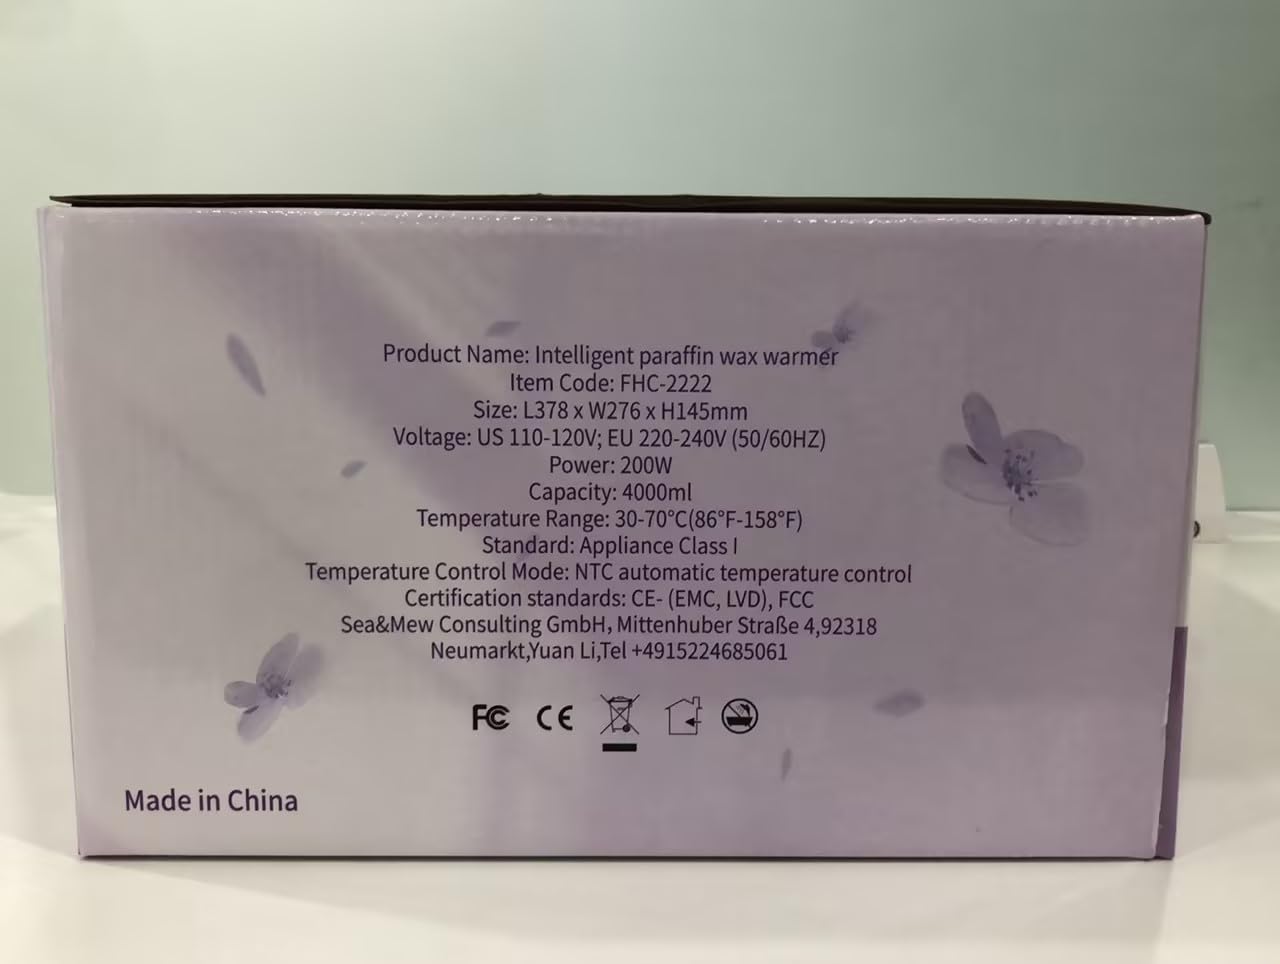 Product Name: Intelligent paraffin wax warmer
Item Code: FHC-2222
Size: L378 x W276 x H145mm
Voltage: US 110-120V; EU 220-240V (50/60HZ)
Power: 200W
Capacity: 4000ml
Temperature Range: 30-70°C(86°F-158°F)
Standard: Appliance Class I
Temperature Control Mode: NTC automatic temperature control
Certification standards: CE- (EMC, LVD), FCC
Sea&Mew Consulting GmbH, Mittenhuber Straße 4,92318
Neumarkt,Yuan Li,Tel +4915224685061
FC CE
Made in China